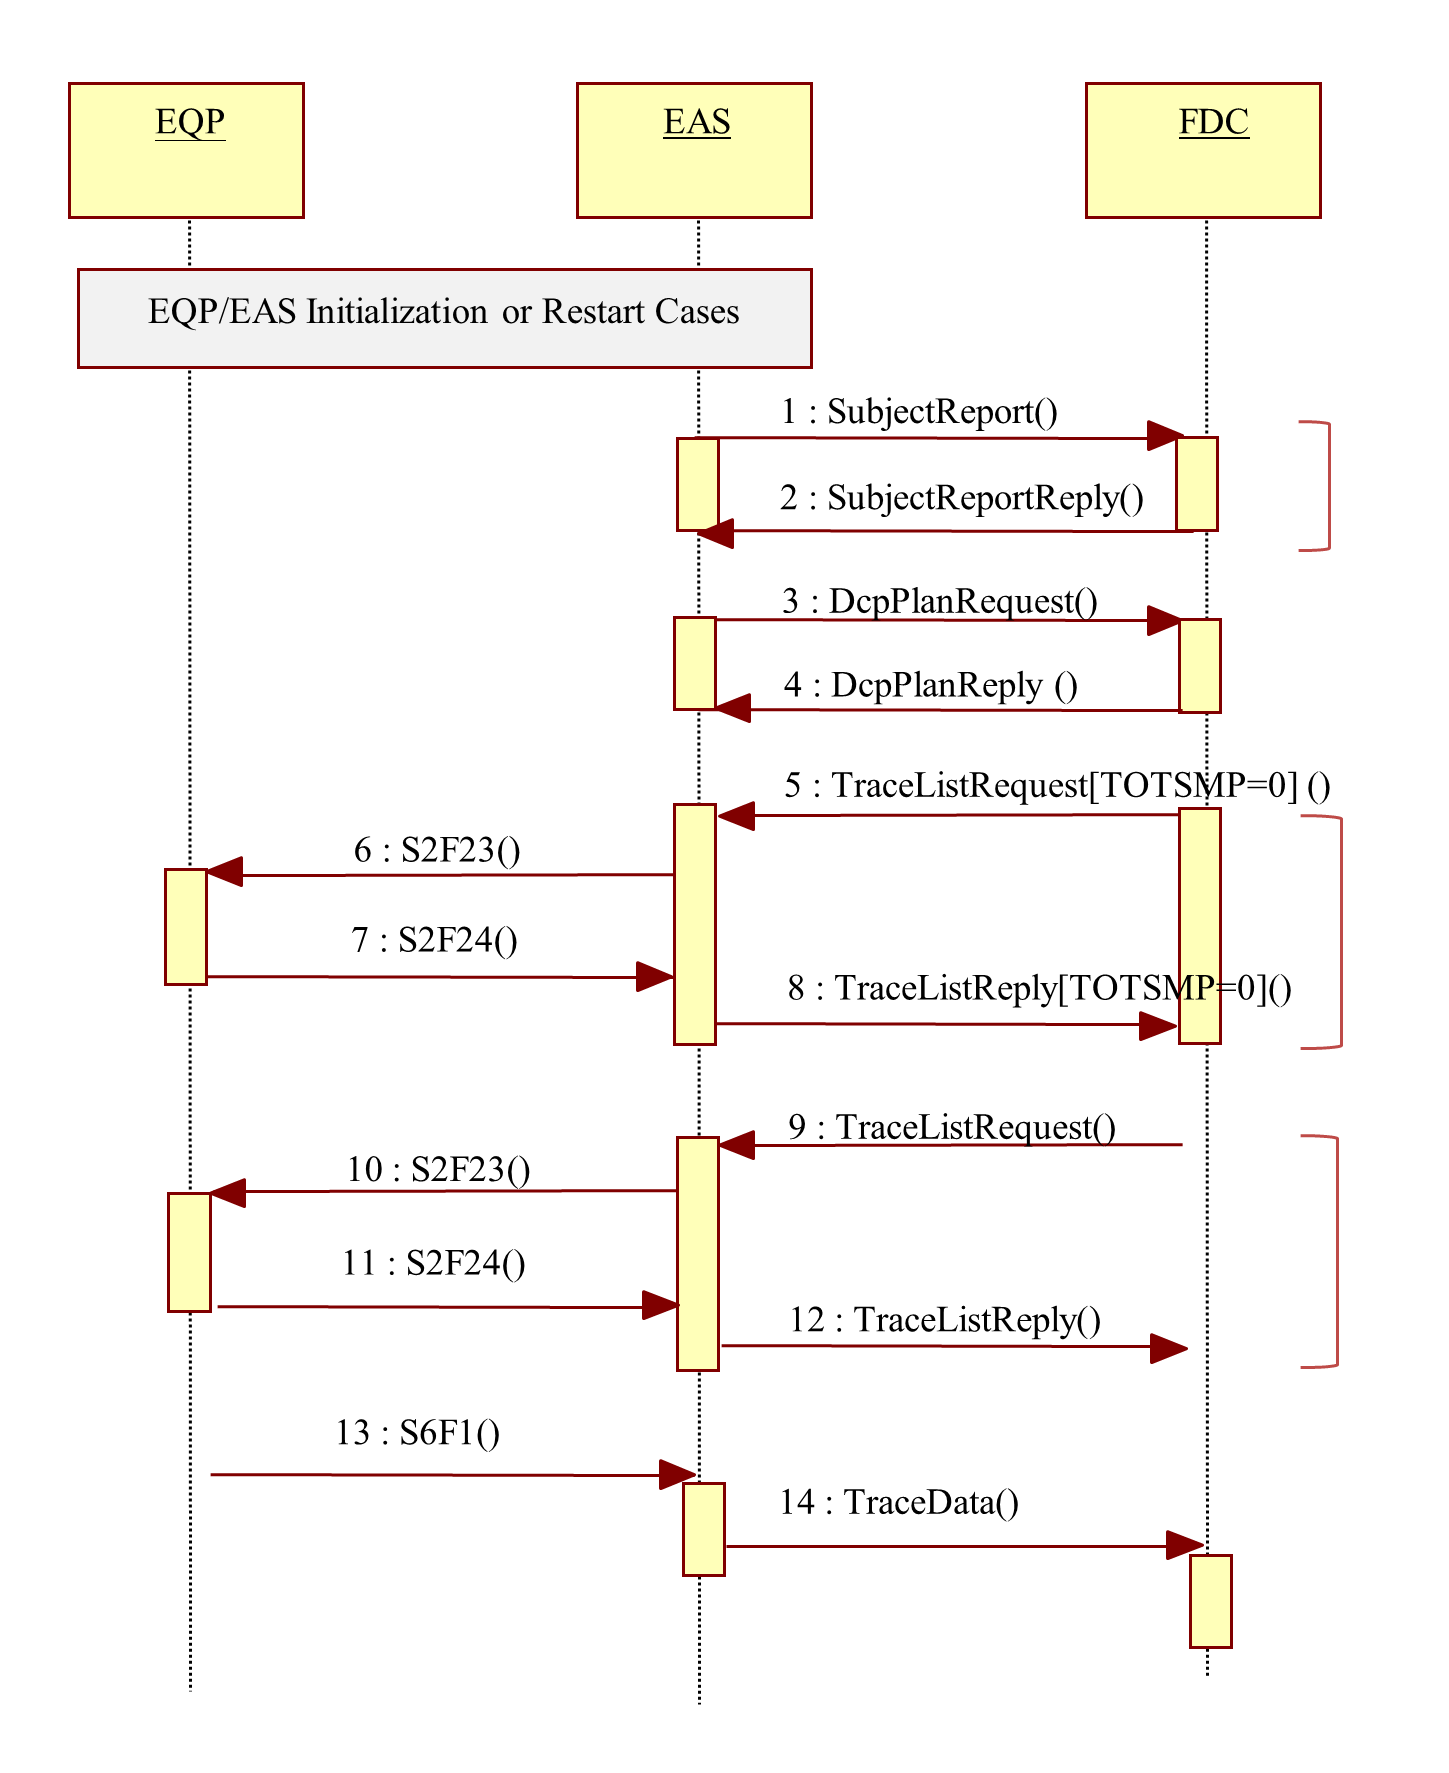 EQP
EAS
FDC
EQP/EAS Initialization or Restart Cases
1 : SubjectReport()
2 : SubjectReportReply()
3 : DcpPlanRequest()
4 : DcpPlanReply ()
5 : TraceListRequest[TOTSMP=0] ()
6 : S2F23()
7 : S2F24()
8 : TraceListReply[TOTSMP=0]()
9 : TraceListRequest()
10 : S2F23()
11 : S2F24()
12 : TraceListReply()
13 : S6F1()
14 : TraceData()